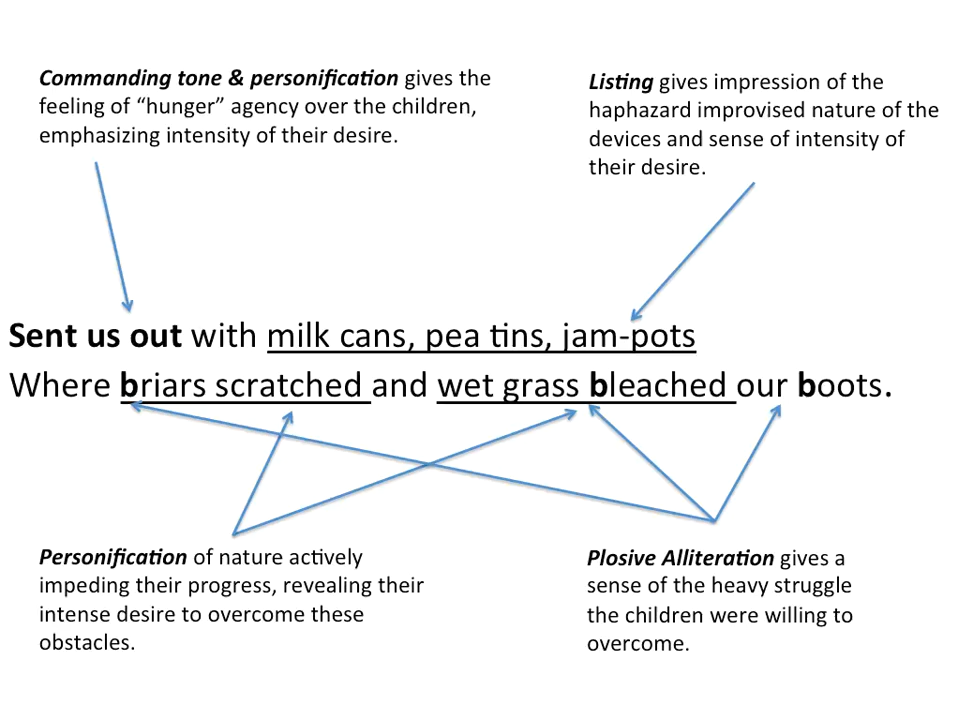 Commanding tone & personification gives the
feeling of “hunger” agency over the children,
emphasizing intensity of their desire.
Listing gives impression of the
haphazard improvised nature of the
devices and sense of intensity of
their desire.
Sent us out with milk cans, pea tins, jam-pots
Where briars scratched and wet grass bleached our boots.
Personification of nature actively
impeding their progress, revealing their
intense desire to overcome these
obstacles.
Plosive Alliteration gives a
sense of the heavy struggle
the children were willing to
overcome.